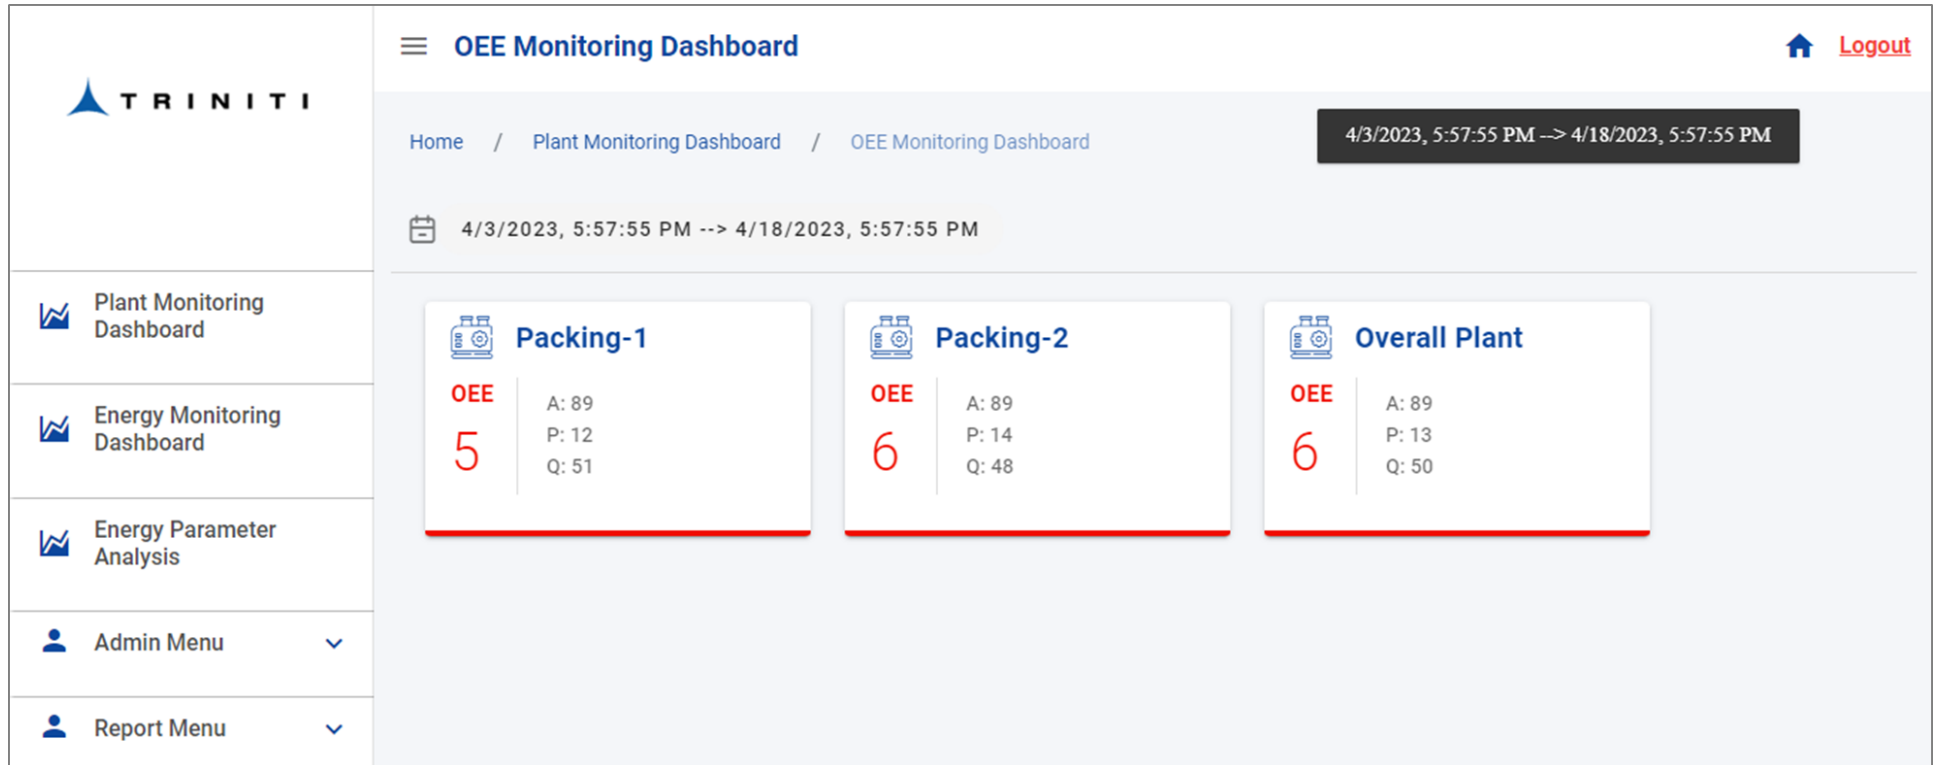 TRINITI
OEE Monitoring Dashboard
Logout
Home / Plant Monitoring Dashboard / OEE Monitoring Dashboard
4/3/2023, 5:57:55 PM --> 4/18/2023, 5:57:55 PM
4/3/2023, 5:57:55 PM --> 4/18/2023, 5:57:55 PM
Plant Monitoring
Dashboard
Energy Monitoring
Dashboard
Energy Parameter
Analysis
Admin Menu
Report Menu
Packing-1
OEE
5
A: 89
P: 12
Q: 51
Packing-2
OEE
6
A: 89
P: 14
Q: 48
Overall Plant
OEE
6
A: 89
P: 13
Q: 50